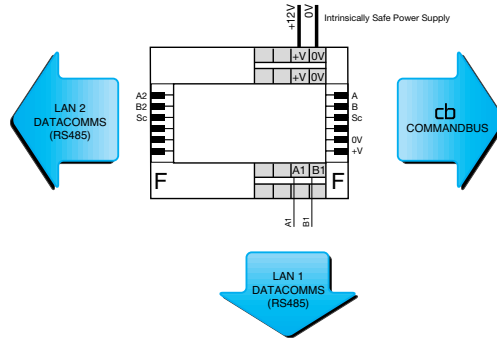 +12V
0V
Intrinsically Safe Power Supply
+V 0V
+V 0V
A2
B2
Sc
A
B
Sc
0V
+V
LAN 2
DATACOMMS
(RS485)
cb
COMMANDBUS
A1 B1
F
F
A1
B1
LAN 1
DATACOMMS
(RS485)